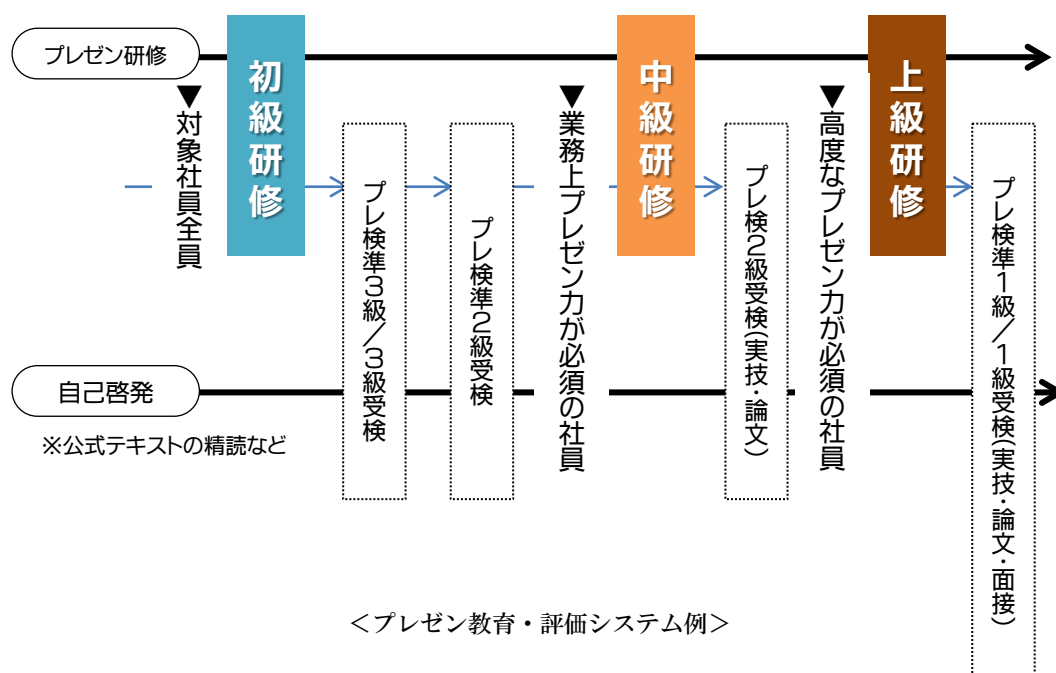 プレゼン研修
▼対象社員全員
初級研修
プレ検準3級／3級受検
プレ検準2級受検
▼業務上プレゼン力が必須の社員
中級研修
プレ検2級受検(実技・論文)
▼高度なプレゼン力が必須の社員
上級研修
プレ検準1級／1級受検(実技・論文・面接)
自己啓発
※公式テキストの精読など
＜プレゼン教育・評価システム例＞